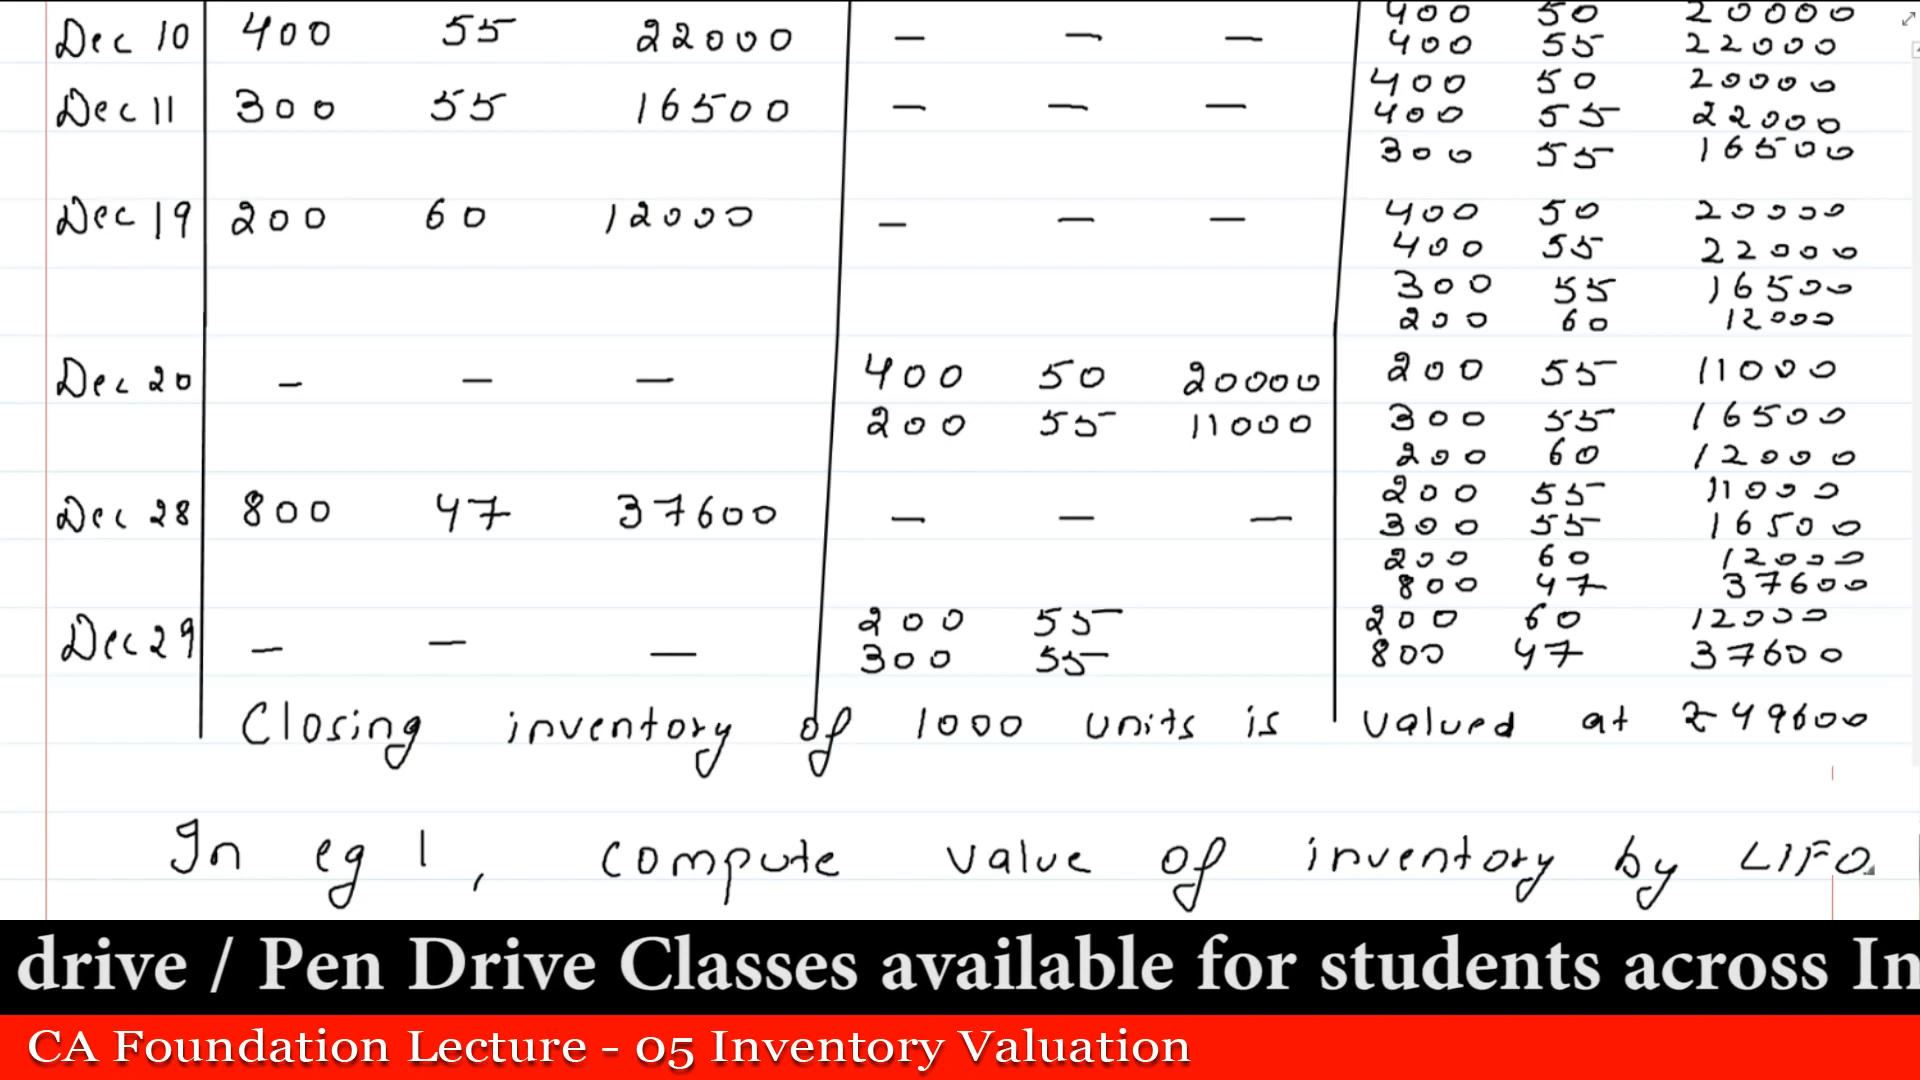 400 50 20000
Dec 10 400 55 22000 — — — 400 55 22000
400 50 20000
Dec 11 300 55 16500 — — — 400 55 22000
300 55 16500
Dec 19 200 60 12000 — — — 400 50 20000
400 55 22000
300 55 16500
200 60 12000
Dec 20 — — — 400 50 20000 200 55 11000
200 55 11000 300 55 16500
200 60 12000
200 55 11000
Dec 28 800 47 37600 — — — 300 55 16500
200 60 12000
800 47 37600
Dec 29 — — — 200 55 200 60 12000
300 55 800 47 37600
Closing inventory of 1000 units is valued at ₹ 49600
In eg 1, compute value of inventory by LIFO.
drive / Pen Drive Classes available for students across In
CA Foundation Lecture - 05 Inventory Valuation